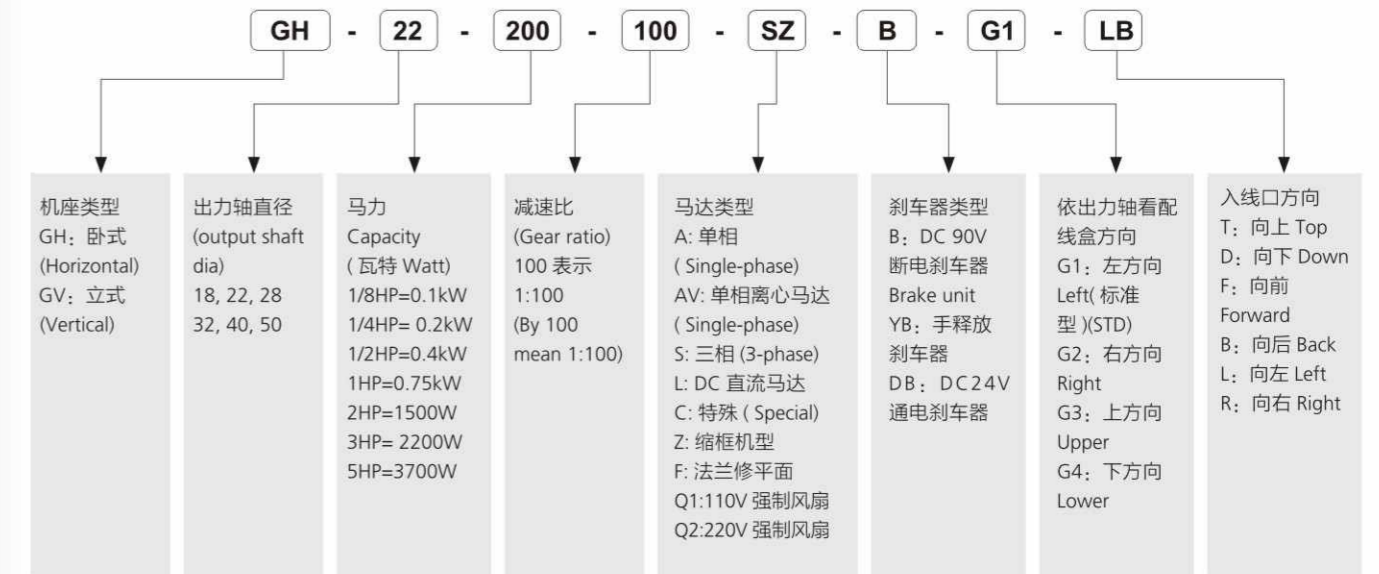 GH - 22 - 200 - 100 - SZ - B - G1 - LB
机座类型
GH：卧式
(Horizontal)
GV：立式
(Vertical)
出力轴直径
(output shaft
dia)
18, 22, 28
32, 40, 50
马力
Capacity
( 瓦特 Watt)
1/8HP=0.1kW
1/4HP= 0.2kW
1/2HP=0.4kW
1HP=0.75kW
2HP=1500W
3HP= 2200W
5HP=3700W
减速比
(Gear ratio)
100 表示
1:100
(By 100
mean 1:100)
马达类型
A: 单相
( Single-phase)
AV: 单相离心马达
( Single-phase)
S: 三相 (3-phase)
L: DC 直流马达
C: 特殊 ( Special)
Z: 缩框机型
F: 法兰修平面
Q1:110V 强制风扇
Q2:220V 强制风扇
刹车器类型
B：DC 90V
断电刹车器
Brake unit
YB：手释放
刹车器
DB：DC24V
通电刹车器
依出力轴看配
线盒方向
G1：左方向
Left( 标准
型 )(STD)
G2：右方向
Right
G3：上方向
Upper
G4：下方向
Lower
入线口方向
T：向上 Top
D：向下 Down
F：向前
Forward
B：向后 Back
L：向左 Left
R：向右 Right